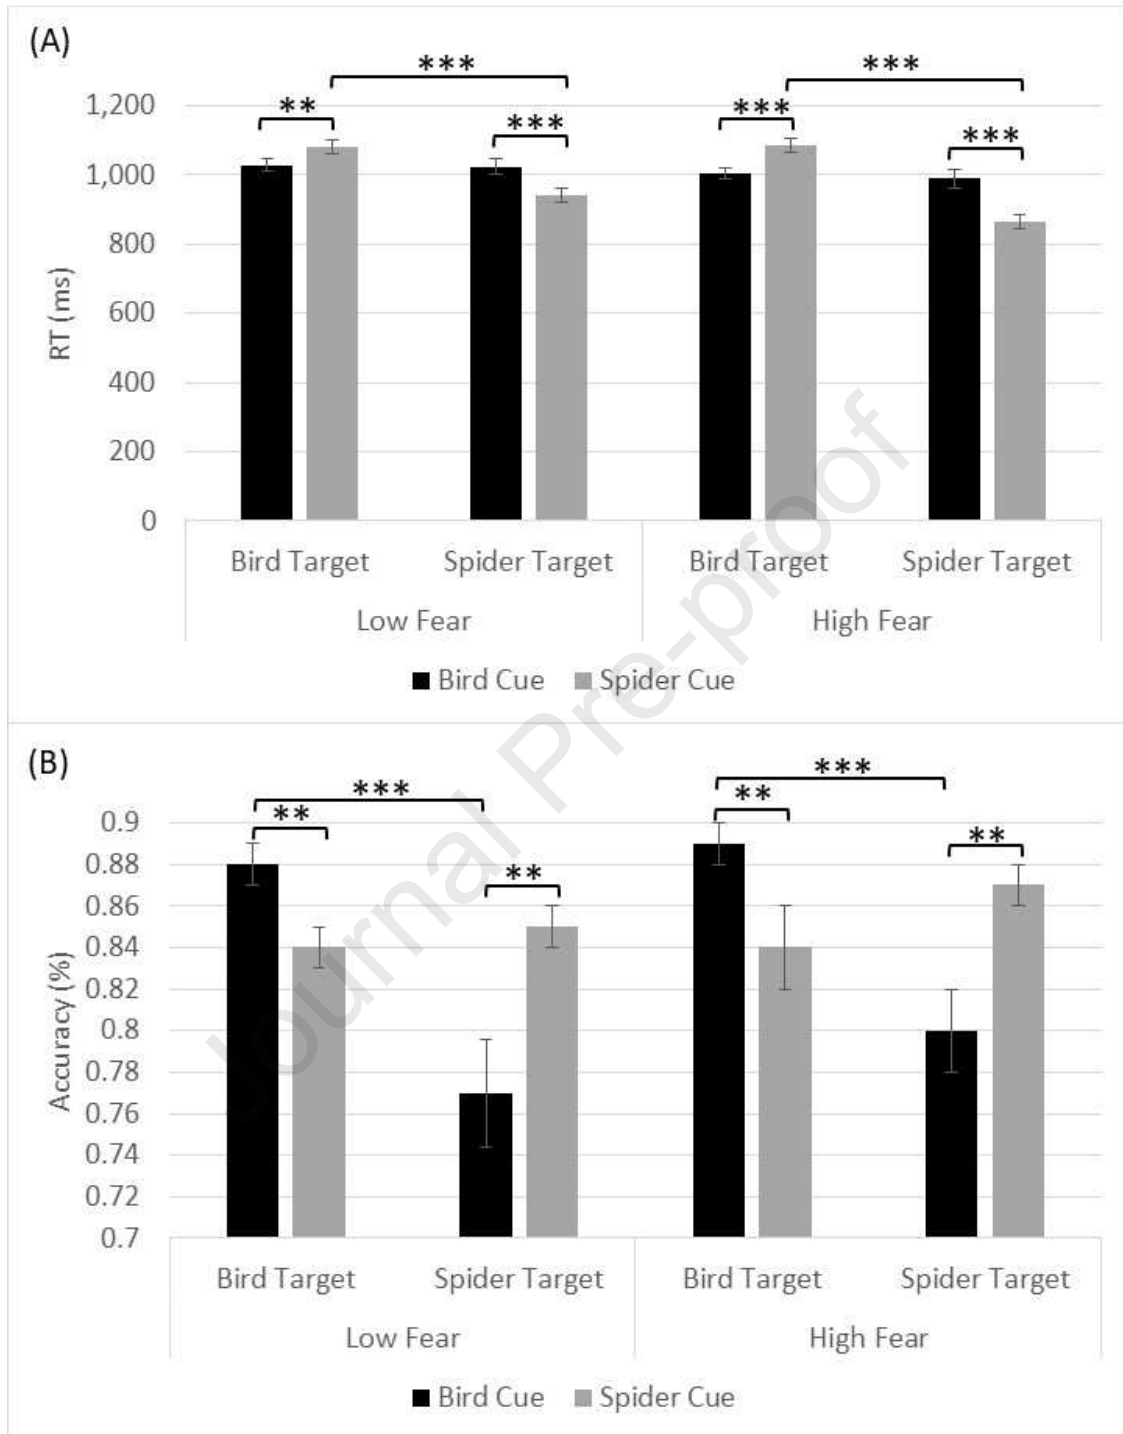 (A)
*** ***
1,200
** *** *** ***
1,000
800
600
400
200
0
RT (ms)
Bird Target Spider Target Bird Target Spider Target
Low Fear High Fear
Bird Cue Spider Cue
(B)
*** ***
** ** ** **
0.9
0.88
0.86
0.84
0.82
0.8
0.78
0.76
0.74
0.72
0.7
Accuracy (%)
Bird Target Spider Target Bird Target Spider Target
Low Fear High Fear
Bird Cue Spider Cue
Journal Pre-proof